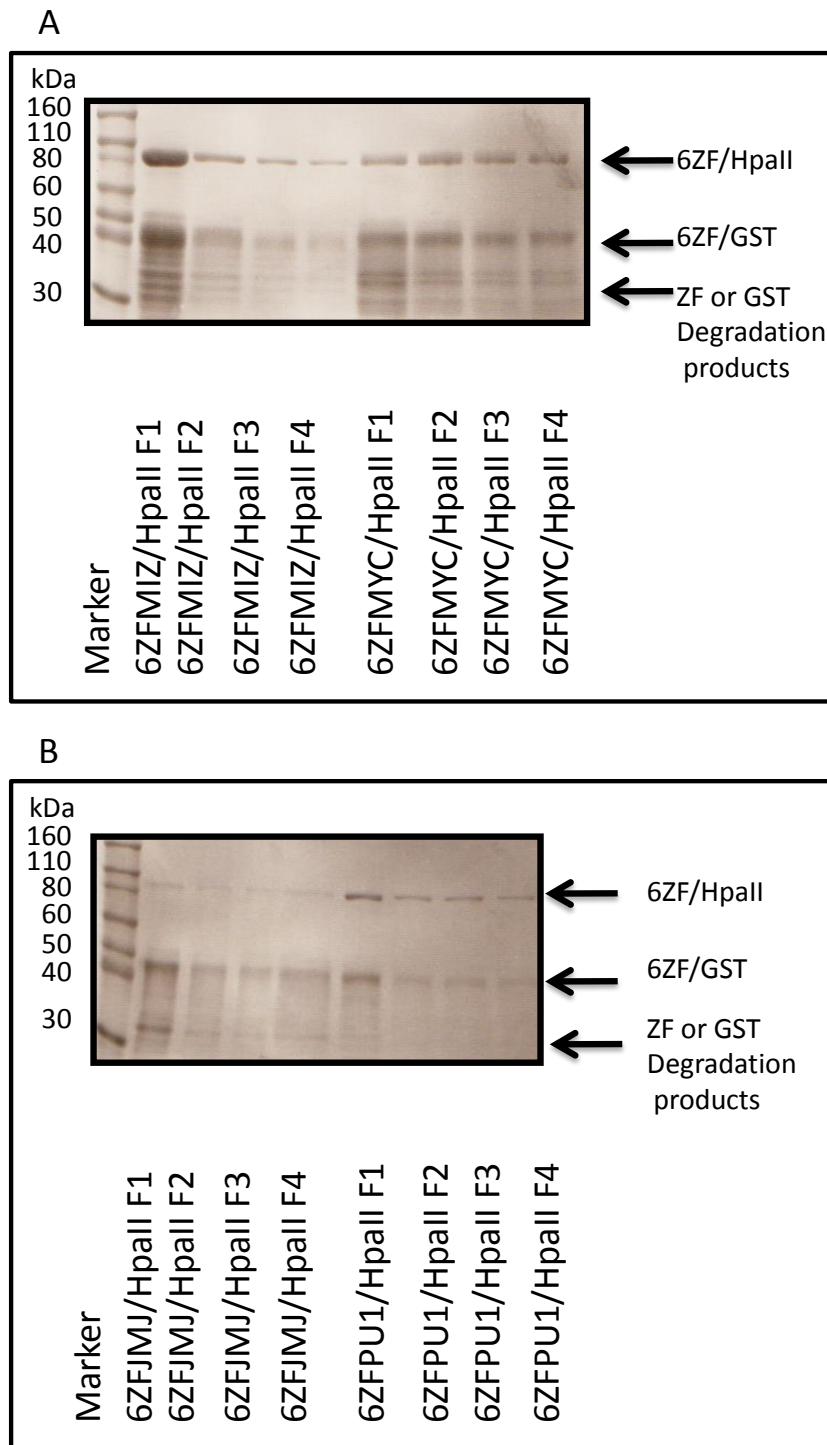 A
kDa
160
110
80
60
50
40
30
6ZF/HpaII
6ZF/GST
ZF or GST
Degradation
products
Marker
6ZFMIZ/HpaII F1
6ZFMIZ/HpaII F2
6ZFMIZ/HpaII F3
6ZFMIZ/HpaII F4
6ZFMYC/HpaII F1
6ZFMYC/HpaII F2
6ZFMYC/HpaII F3
6ZFMYC/HpaII F4
B
kDa
160
110
80
60
50
40
30
6ZF/HpaII
6ZF/GST
ZF or GST
Degradation
products
Marker
6ZFJMJ/HpaII F1
6ZFJMJ/HpaII F2
6ZFJMJ/HpaII F3
6ZFJMJ/HpaII F4
6ZFPU1/HpaII F1
6ZFPU1/HpaII F2
6ZFPU1/HpaII F3
6ZFPU1/HpaII F4